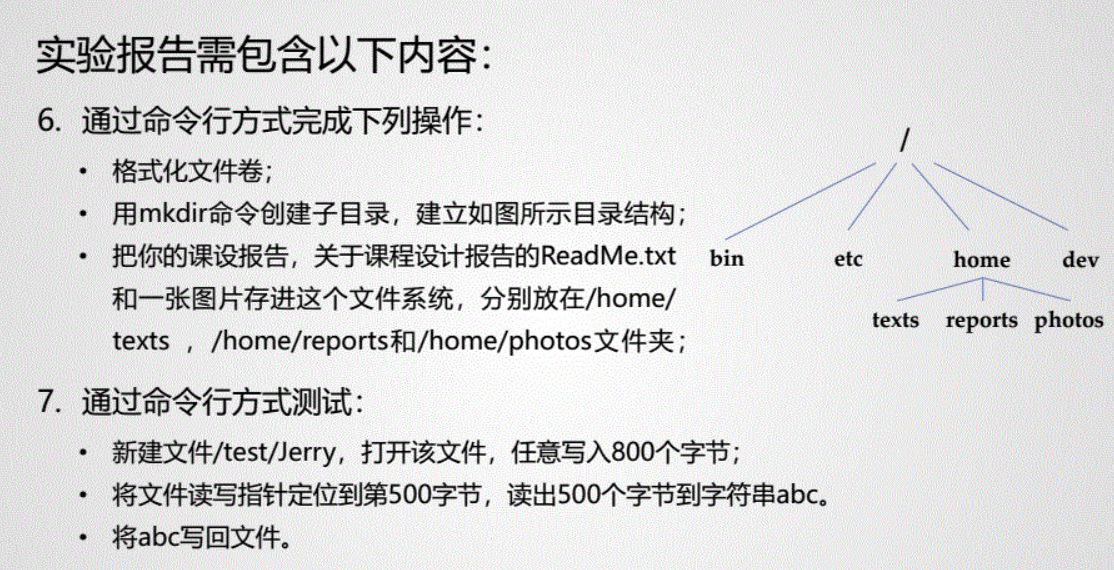 实验报告需包含以下内容：
6. 通过命令行方式完成下列操作：
• 格式化文件卷；
• 用mkdir命令创建子目录，建立如图所示目录结构；
• 把你的课设报告，关于课程设计报告的ReadMe.txt
和一张图片存进这个文件系统，分别放在/home/
texts ，/home/reports和/home/photos文件夹；
7. 通过命令行方式测试：
• 新建文件/test/Jerry，打开该文件，任意写入800个字节；
• 将文件读写指针定位到第500字节，读出500个字节到字符串abc。
• 将abc写回文件。
/
bin etc home dev
texts reports photos